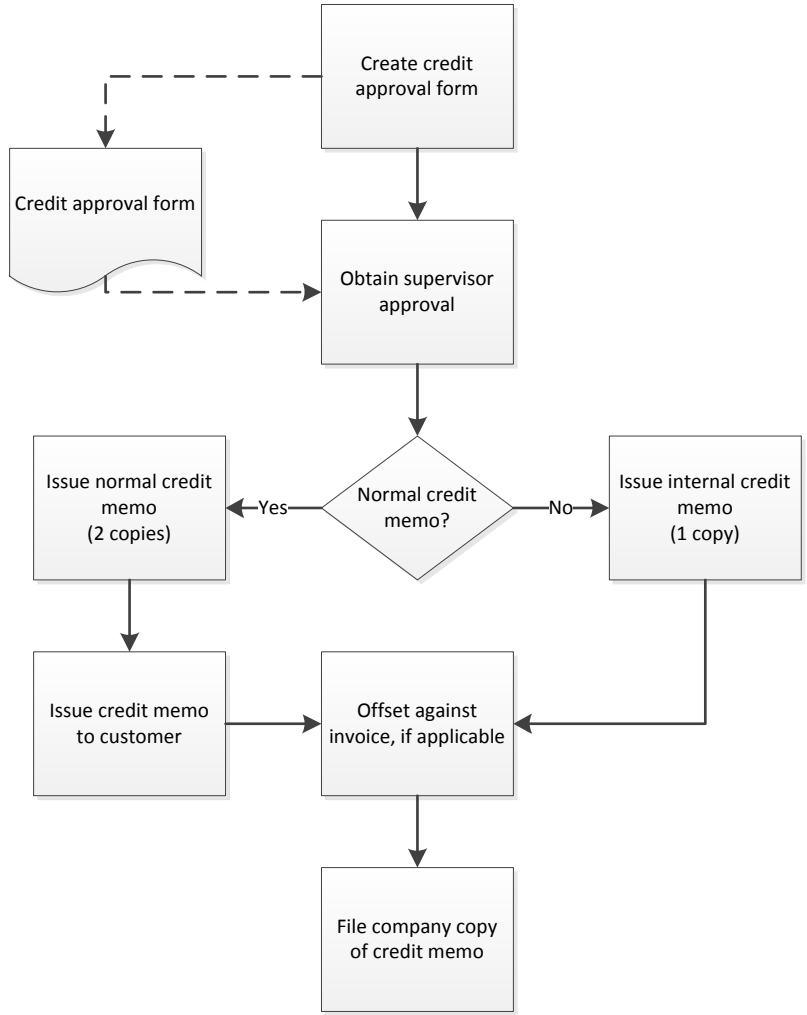 Create credit
approval form
Credit approval form
Obtain supervisor
approval
Issue normal credit
memo
(2 copies)
Yes
Normal credit
memo?
No
Issue internal credit
memo
(1 copy)
Issue credit memo
to customer
Offset against
invoice, if applicable
File company copy
of credit memo